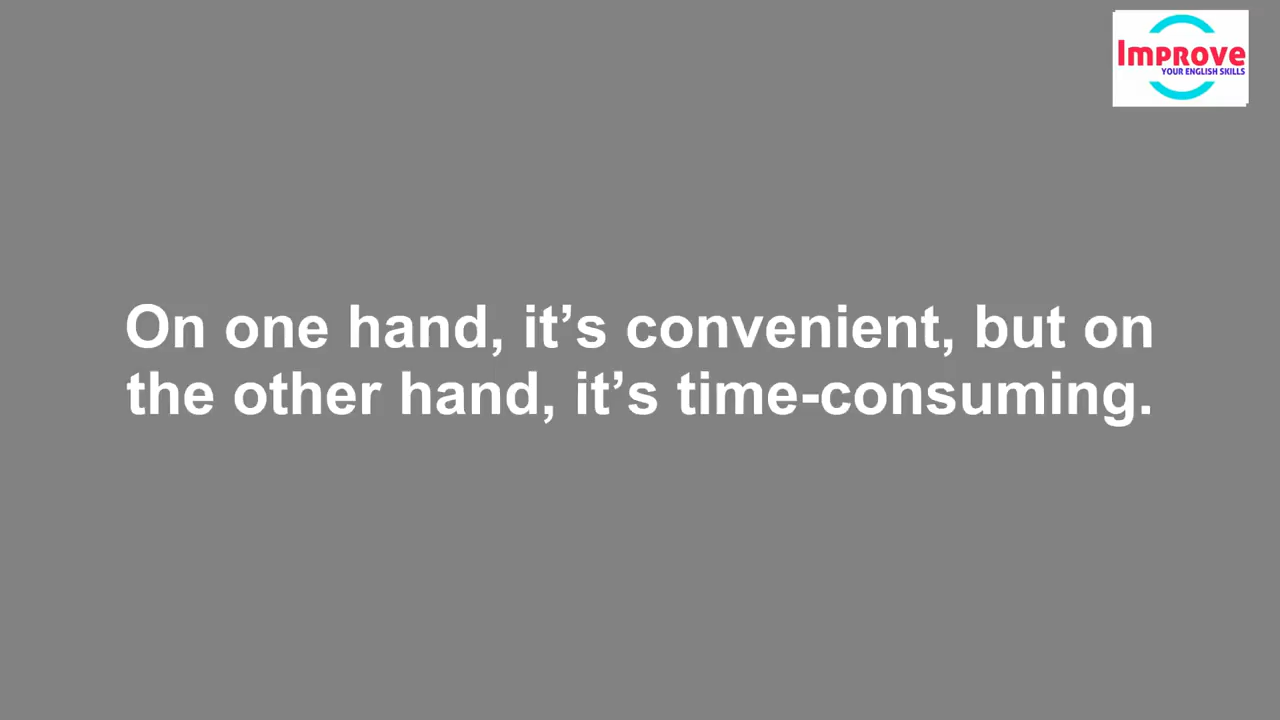 Improve
YOUR ENGLISH SKILLS
On one hand, it’s convenient, but on
the other hand, it’s time-consuming.